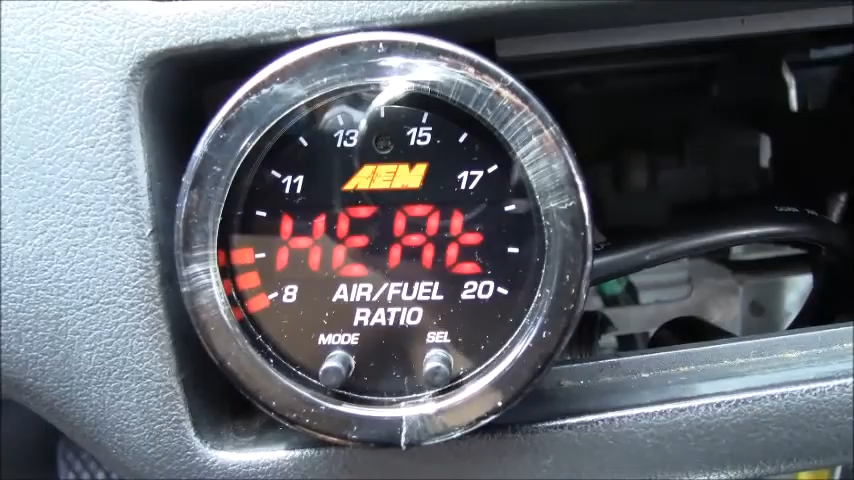 13 15
11 17
AEM
HEAt
8 AIR/FUEL 20
RATIO
MODE SEL